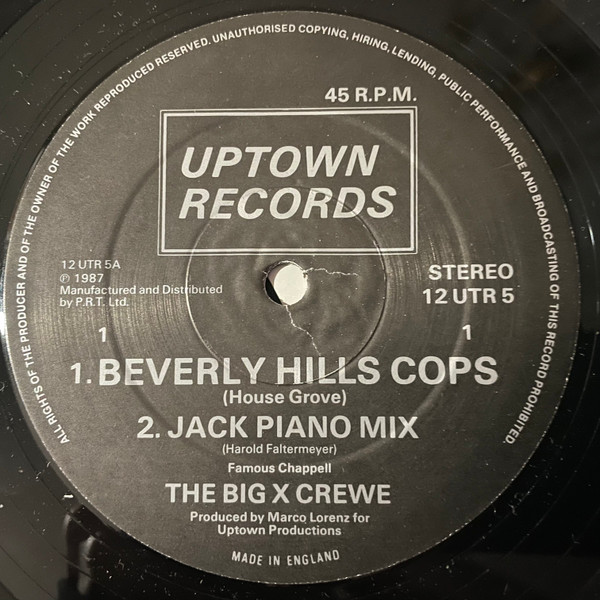 ALL RIGHTS OF THE PRODUCER AND OF THE OWNER OF THE WORK REPRODUCED RESERVED. UNAUTHORISED COPYING, HIRING, LENDING, PUBLIC PERFORMANCE AND BROADCASTING OF THIS RECORD PROHIBITED.
45 R.P.M.
UPTOWN
RECORDS
12 UTR 5A
℗ 1987
Manufactured and Distributed
by P.R.T. Ltd.
STEREO
12 UTR 5
1
1
1. BEVERLY HILLS COPS
(House Grove)
2. JACK PIANO MIX
(Harold Faltermeyer)
Famous Chappell
THE BIG X CREWE
Produced by Marco Lorenz for
Uptown Productions
MADE IN ENGLAND